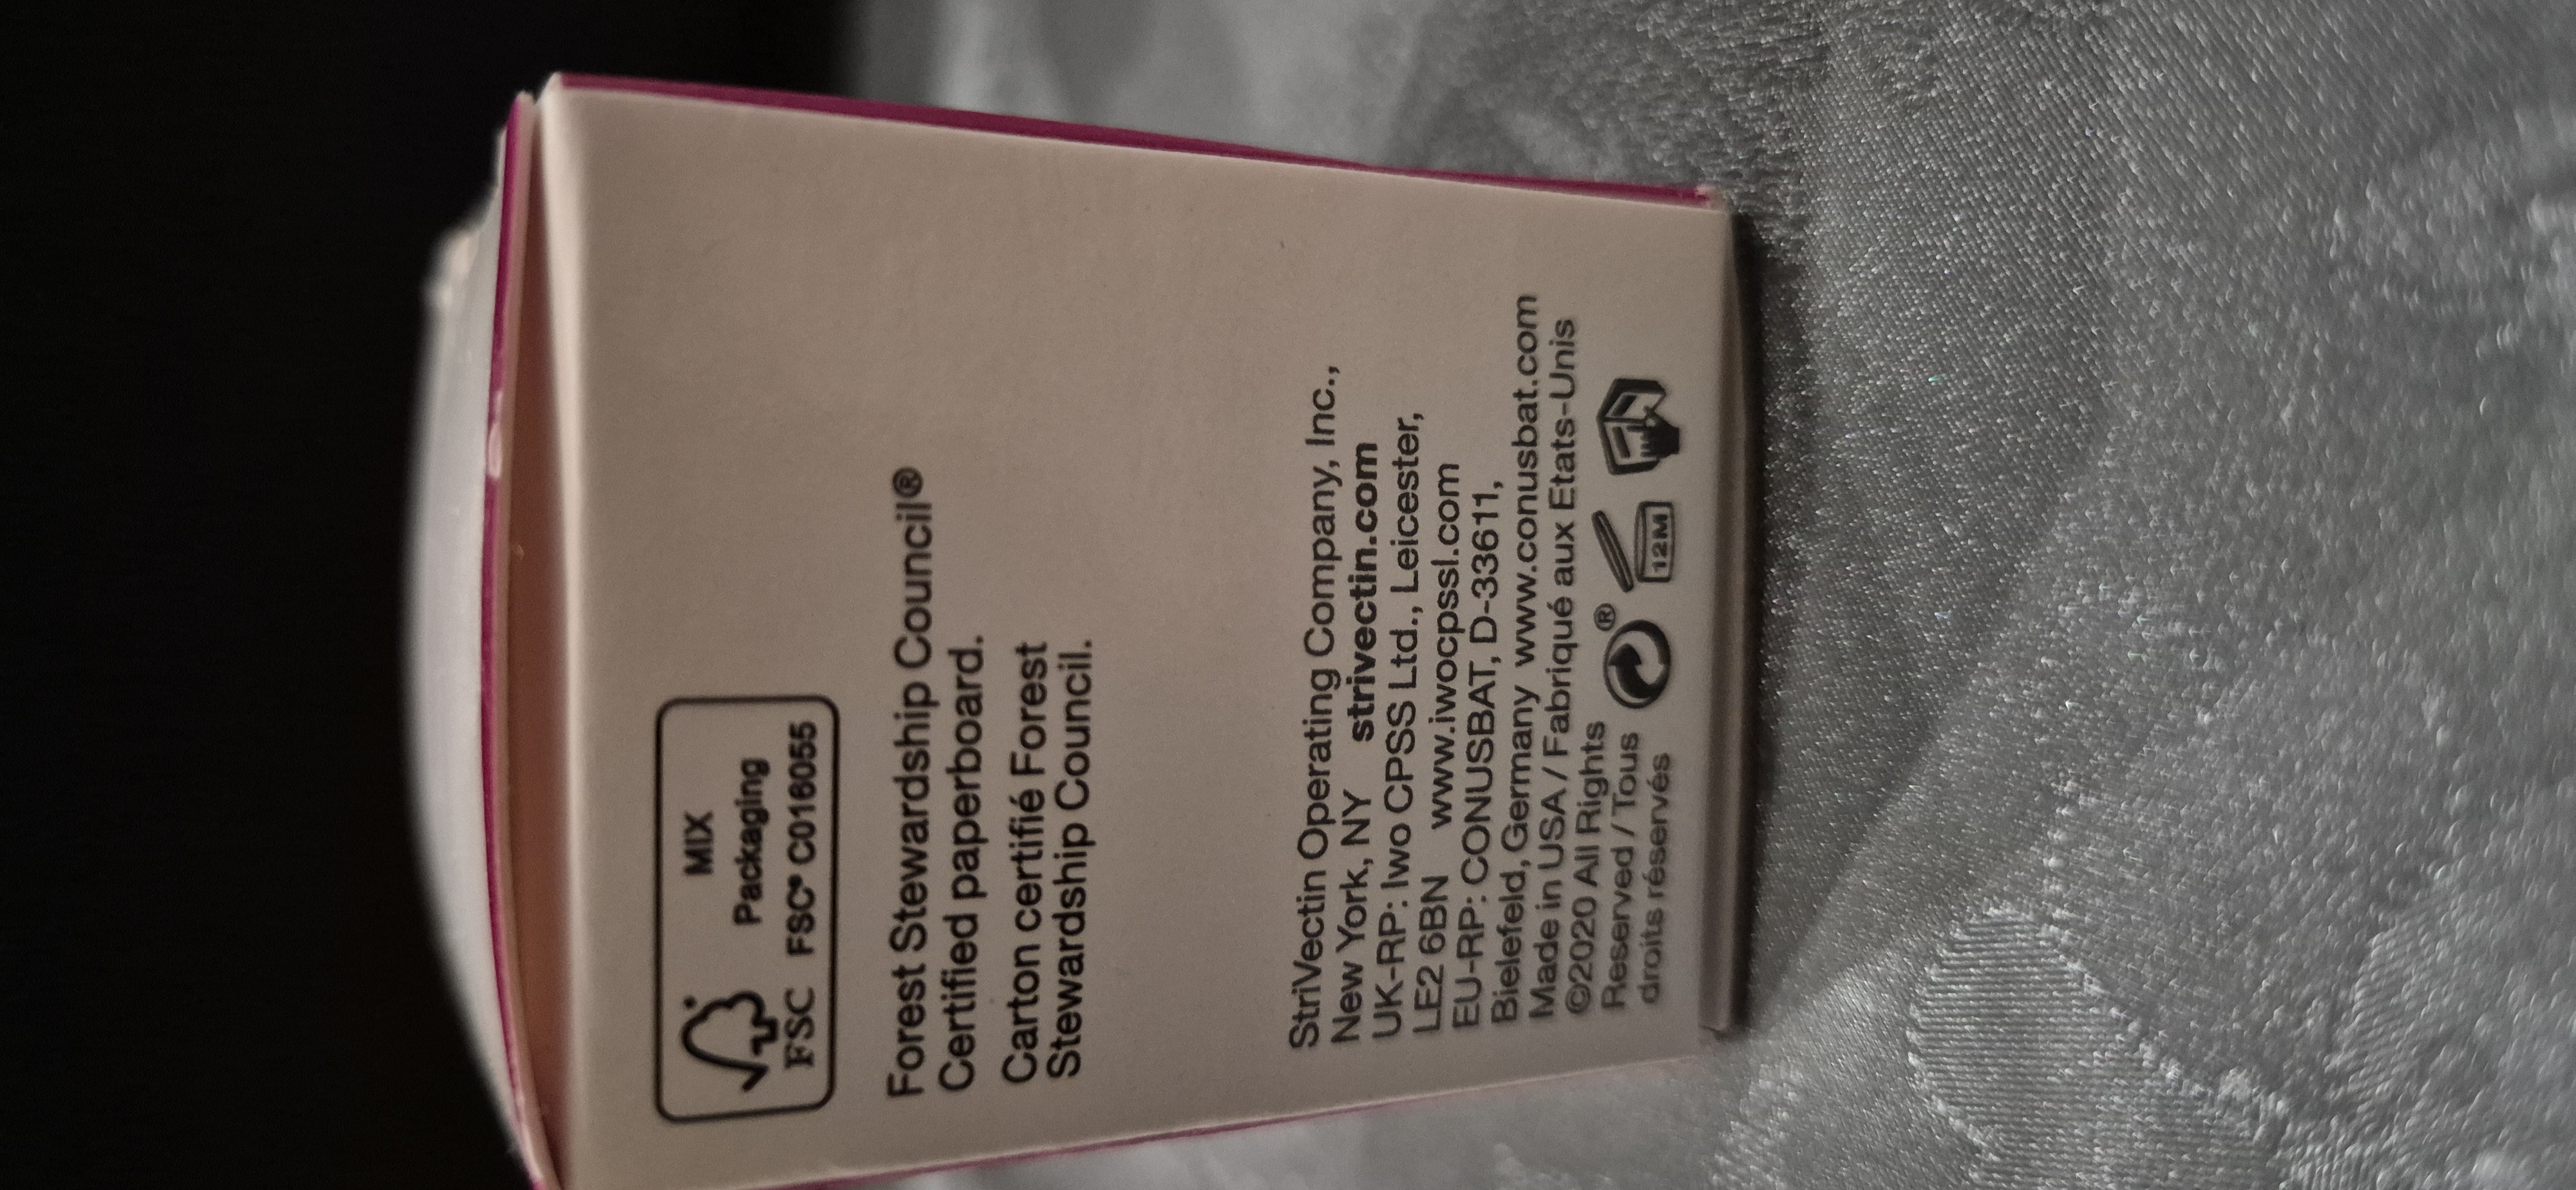 MIX
Packaging
FSC FSC® C016055
Forest Stewardship Council®
Certified paperboard.
Carton certifié Forest
Stewardship Council.
StriVectin Operating Company, Inc.,
New York, NY strivectin.com
UK-RP: Iwo CPSS Ltd., Leicester,
LE2 6BN www.iwocpssl.com
EU-RP: CONUSBAT, D-33611,
Bielefeld, Germany www.conusbat.com
Made in USA / Fabriqué aux Etats-Unis
©2020 All Rights
Reserved / Tous
droits réservés
®
12M